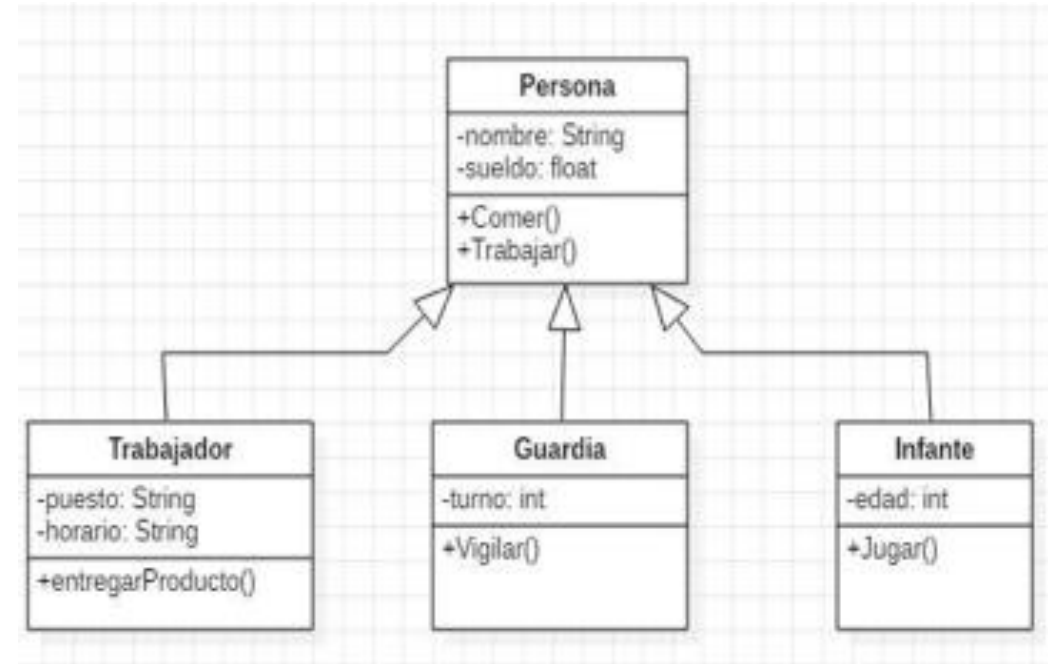 Persona
-nombre: String
-sueldo: float
+Comer()
+Trabajar()
Trabajador
-puesto: String
-horario: String
+entregarProducto()
Guardia
-turno: int
+Vigilar()
Infante
-edad: int
+Jugar()